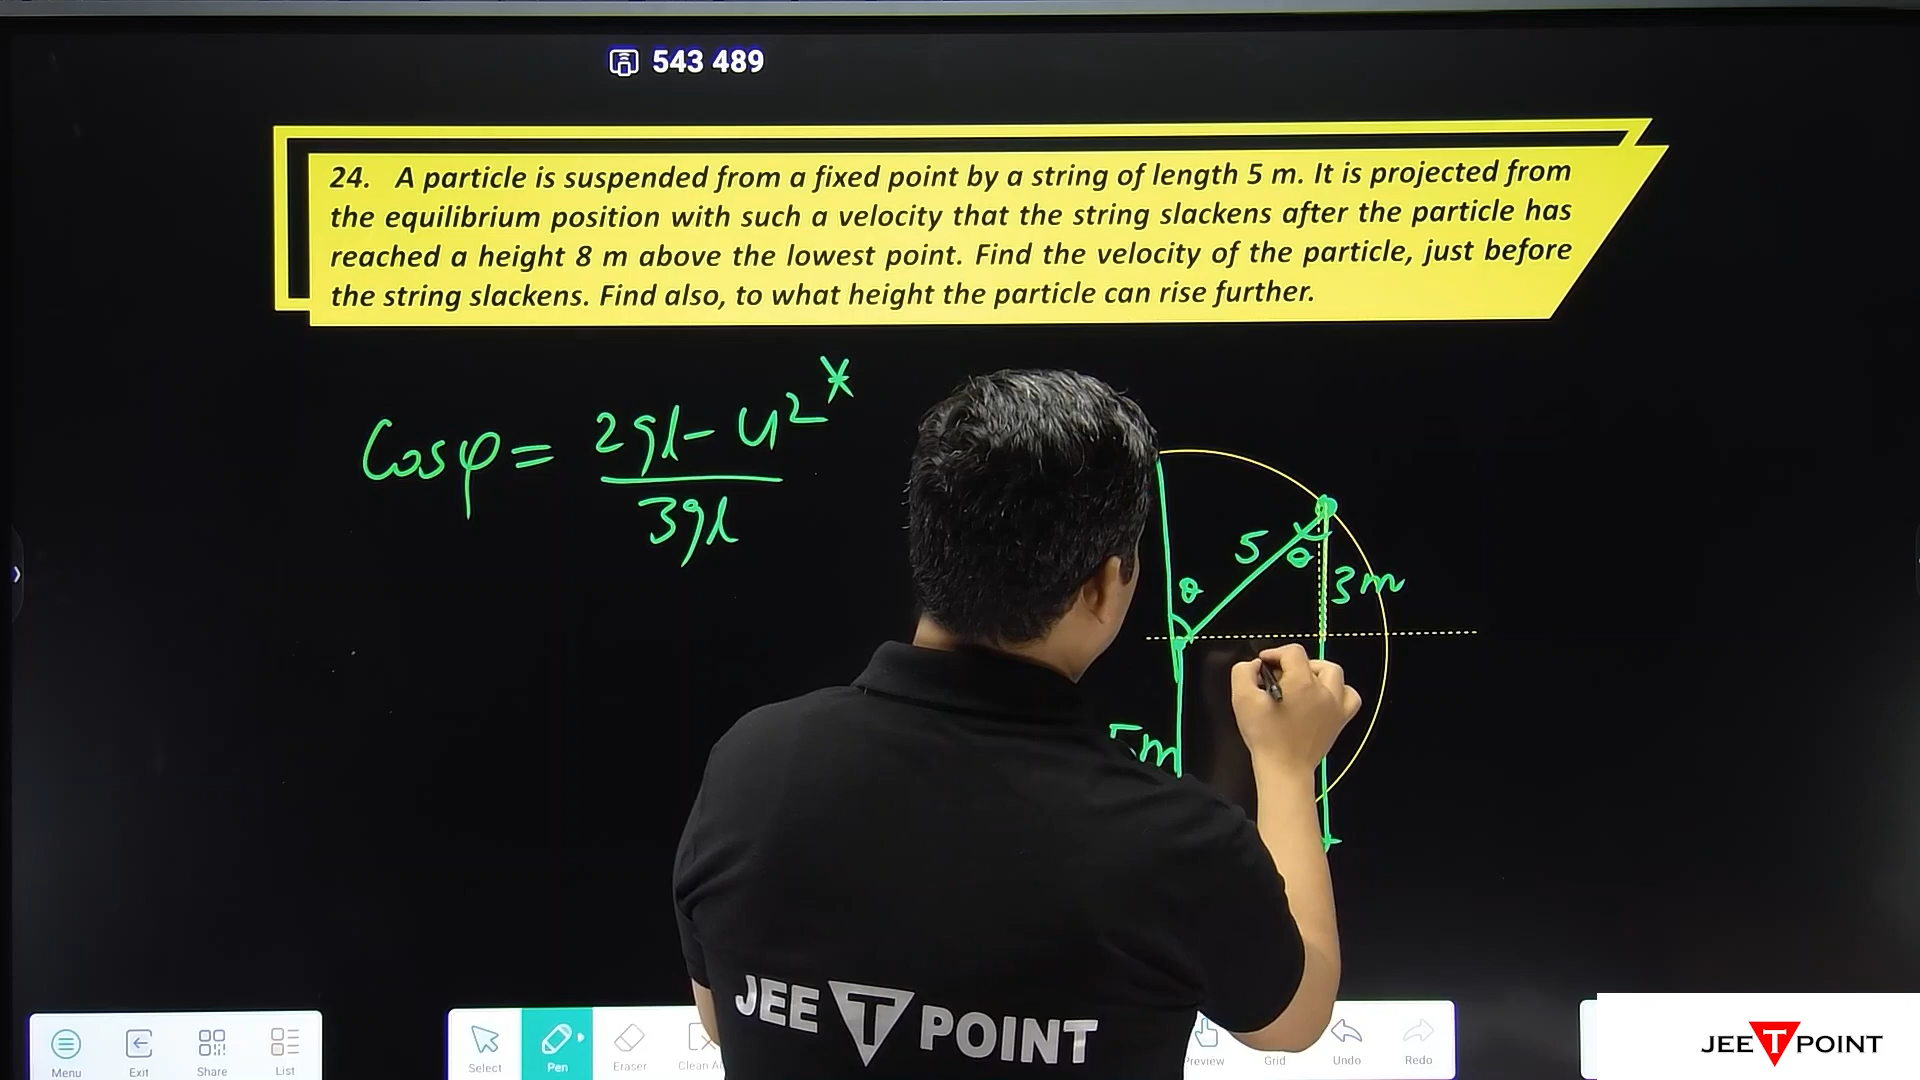 543 489
24. A particle is suspended from a fixed point by a string of length 5 m. It is projected from
the equilibrium position with such a velocity that the string slackens after the particle has
reached a height 8 m above the lowest point. Find the velocity of the particle, just before
the string slackens. Find also, to what height the particle can rise further.
Cosφ = 2gl - u² *
3gl
5
θ
θ
3m
5m
JEE T POINT
Menu
Exit
Share
List
Select
Pen
Eraser
Clean
Preview
Grid
Undo
Redo
JEE T POINT